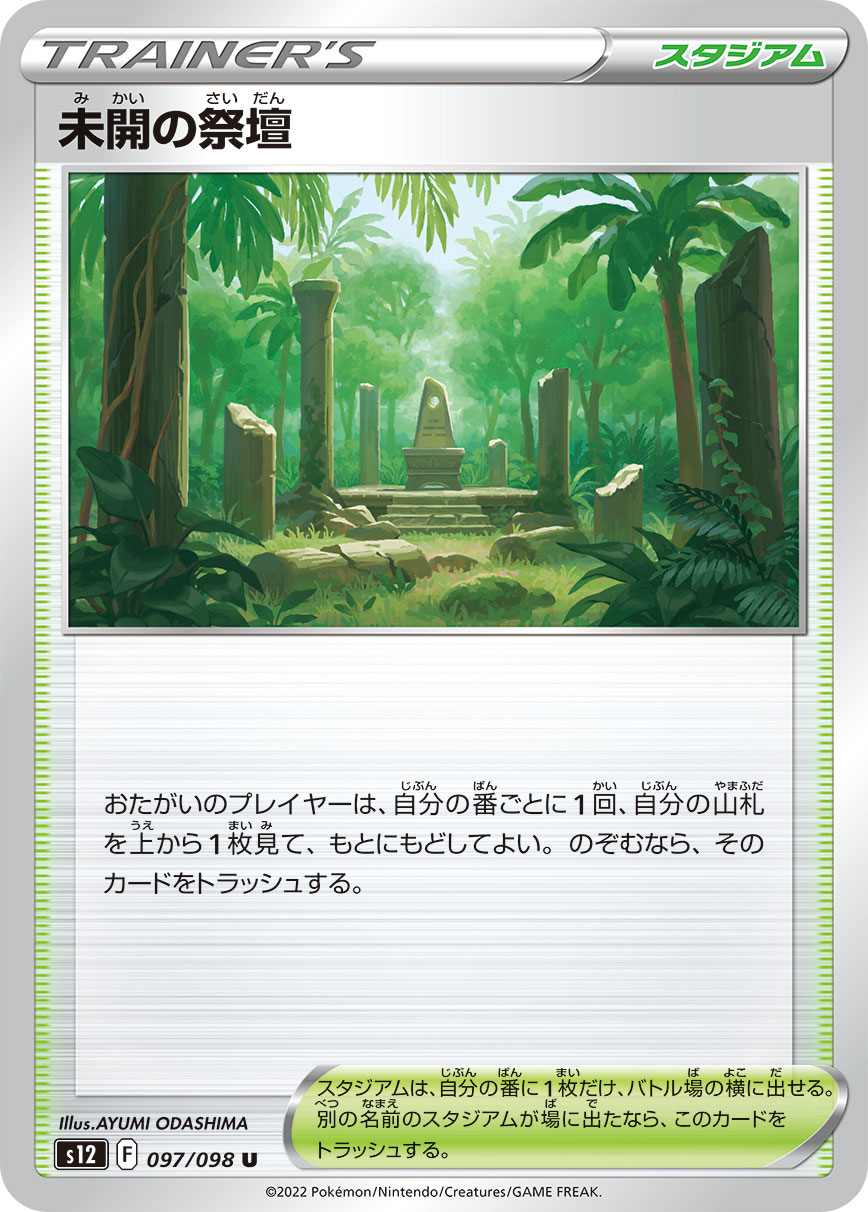 TRAINER'S スタジアム
み かい さい だん
未開の祭壇
じぶん ばん かい じぶん やまふだ
おたがいのプレイヤーは、自分の番ごとに1回、自分の山札
うえ まい み
を上から1枚見て、もとにもどしてよい。のぞむなら、その
カードをトラッシュする。
じぶん ばん まい ば よこ だ
スタジアムは、自分の番に1枚だけ、バトル場の横に出せる。
べつ なまえ ば で
別の名前のスタジアムが場に出たなら、このカードを
トラッシュする。
Illus.AYUMI ODASHIMA
s12 F 097/098 U
©2022 Pokémon/Nintendo/Creatures/GAME FREAK.